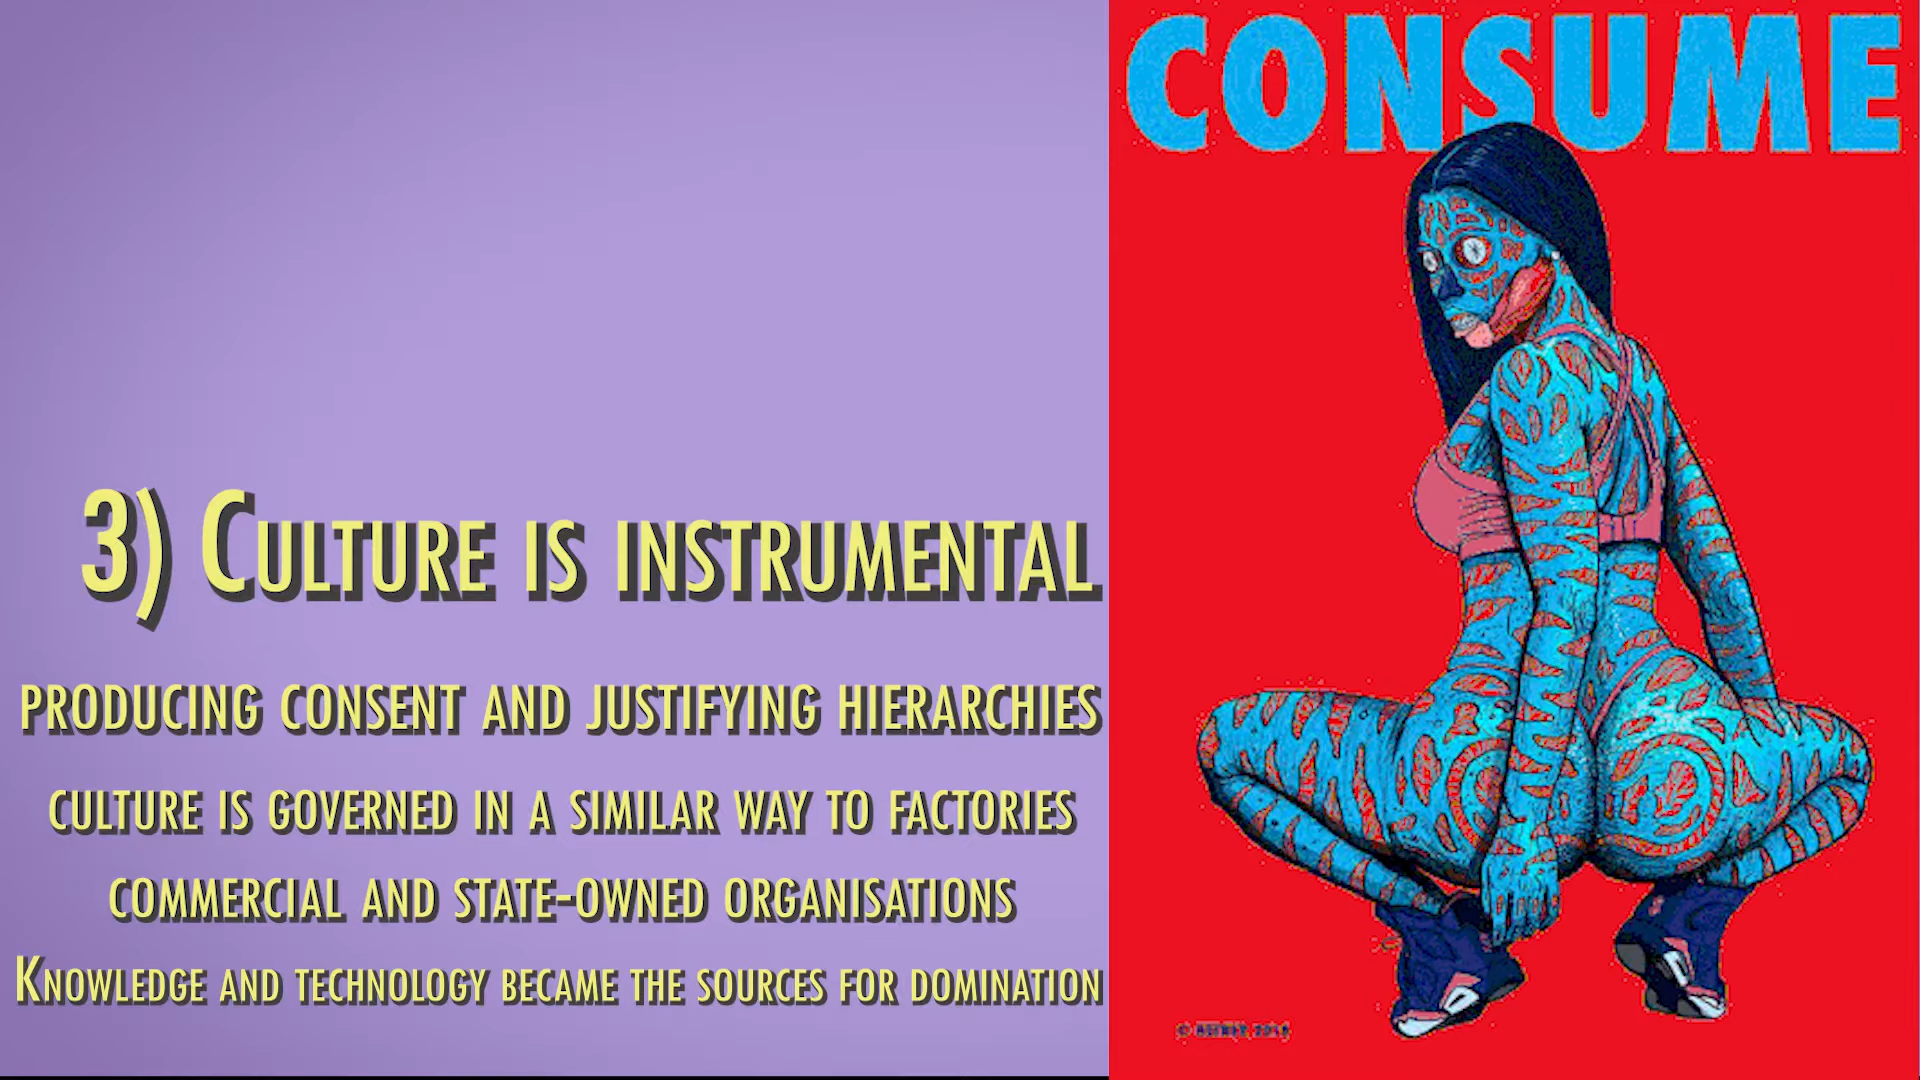 CONSUME
3) CULTURE IS INSTRUMENTAL
PRODUCING CONSENT AND JUSTIFYING HIERARCHIES
CULTURE IS GOVERNED IN A SIMILAR WAY TO FACTORIES
COMMERCIAL AND STATE-OWNED ORGANISATIONS
KNOWLEDGE AND TECHNOLOGY BECAME THE SOURCES FOR DOMINATION
©